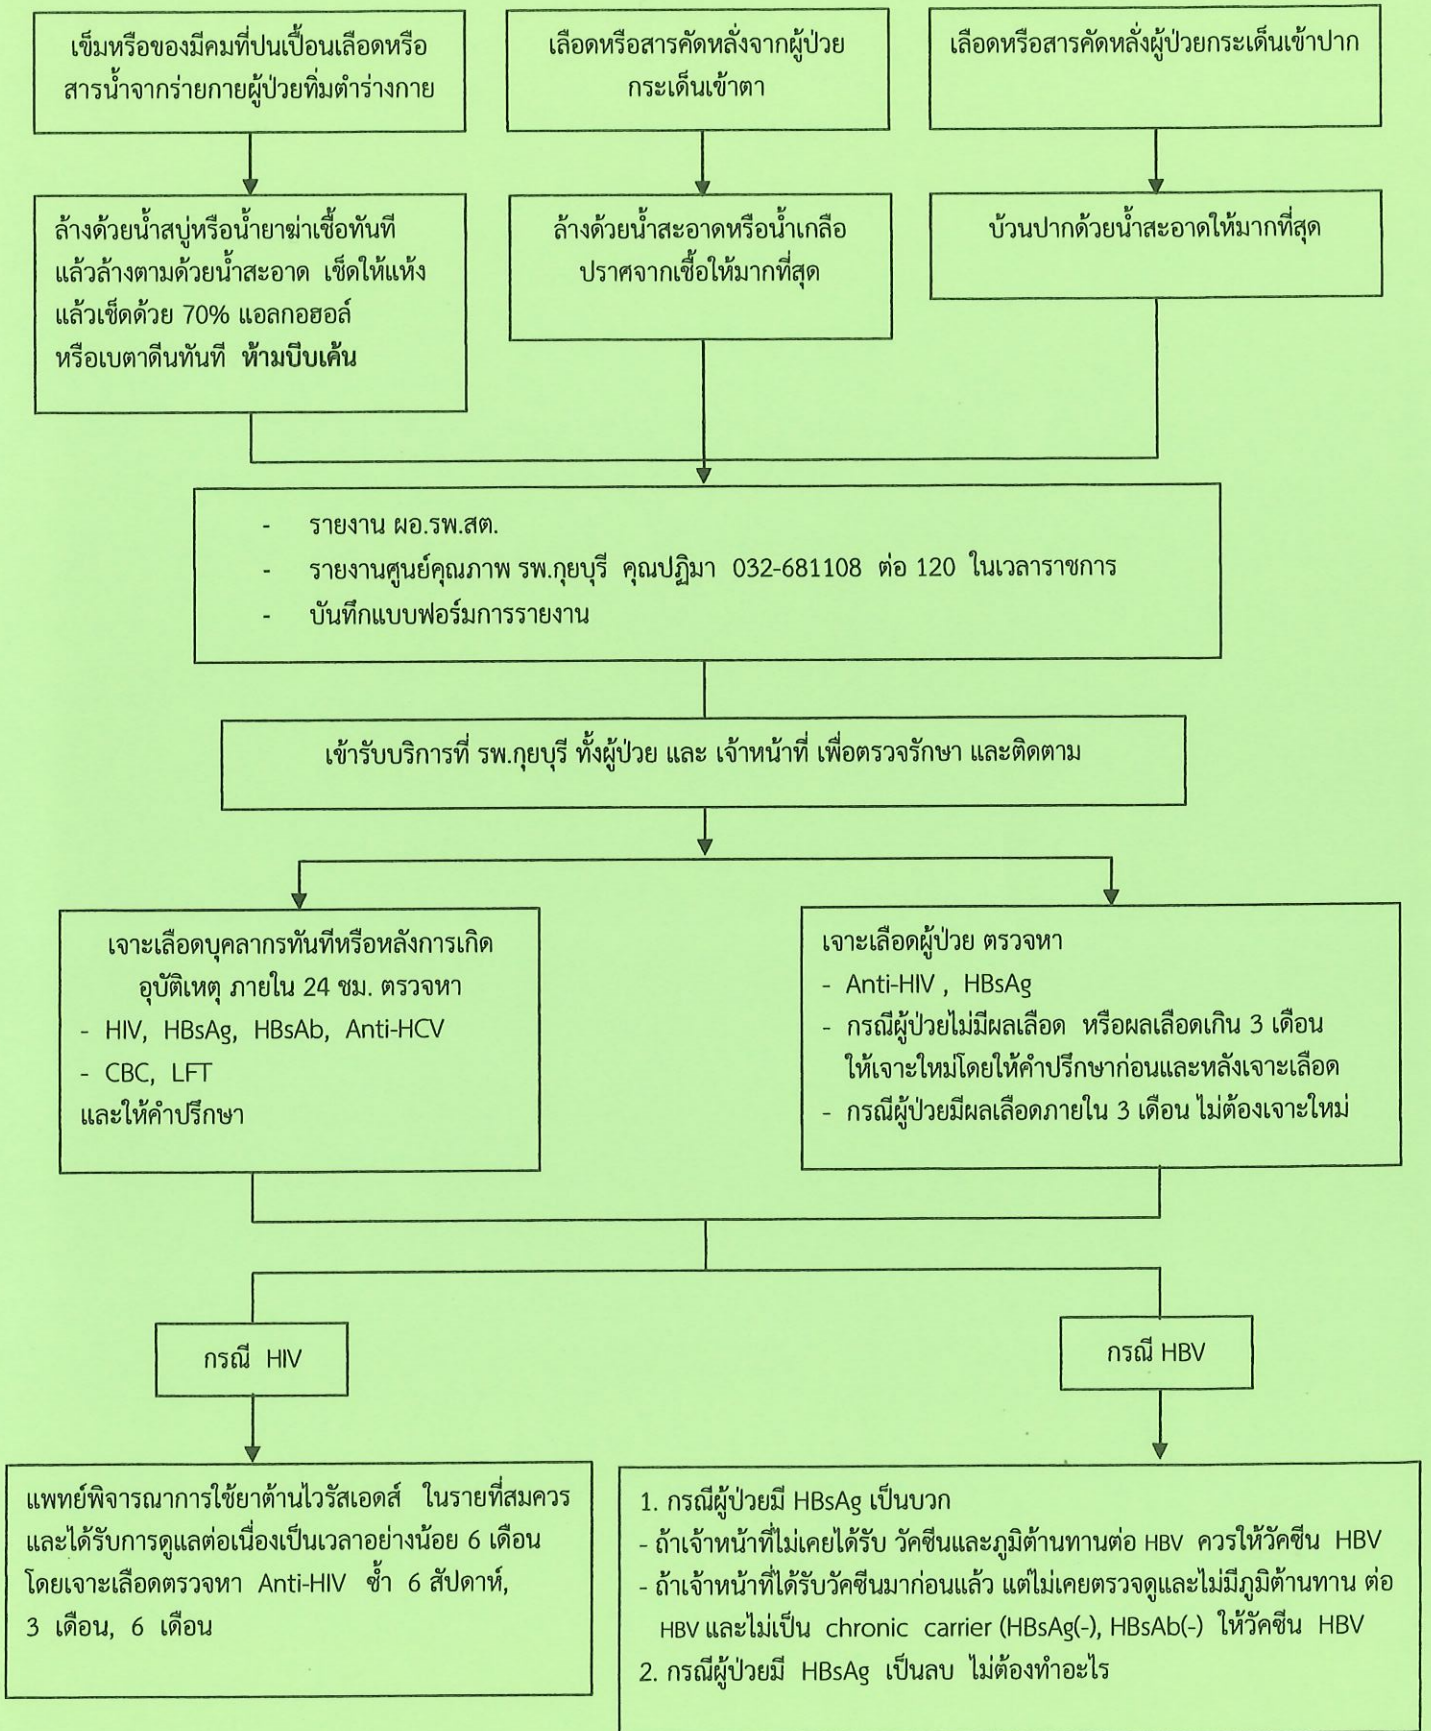 เข็มหรือของมีคมที่ปนเปื้อนเลือดหรือ
สารน้ำจากร่ายกายผู้ป่วยทิ่มตำร่างกาย
เลือดหรือสารคัดหลั่งจากผู้ป่วย
กระเด็นเข้าตา
เลือดหรือสารคัดหลั่งผู้ป่วยกระเด็นเข้าปาก
ล้างด้วยน้ำสบู่หรือน้ำยาฆ่าเชื้อทันที
แล้วล้างตามด้วยน้ำสะอาด เช็ดให้แห้ง
แล้วเช็ดด้วย 70% แอลกอฮอล์
หรือเบตาดีนทันที ห้ามบีบเค้น
ล้างด้วยน้ำสะอาดหรือน้ำเกลือ
ปราศจากเชื้อให้มากที่สุด
บ้วนปากด้วยน้ำสะอาดให้มากที่สุด
- รายงาน ผอ.รพ.สต.
- รายงานศูนย์คุณภาพ รพ.กุยบุรี คุณปฏิมา 032-681108 ต่อ 120 ในเวลาราชการ
- บันทึกแบบฟอร์มการรายงาน
เข้ารับบริการที่ รพ.กุยบุรี ทั้งผู้ป่วย และ เจ้าหน้าที่ เพื่อตรวจรักษา และติดตาม
เจาะเลือดบุคลากรทันทีหรือหลังการเกิด
อุบัติเหตุ ภายใน 24 ชม. ตรวจหา
- HIV, HBsAg, HBsAb, Anti-HCV
- CBC, LFT
และให้คำปรึกษา
เจาะเลือดผู้ป่วย ตรวจหา
- Anti-HIV , HBsAg
- กรณีผู้ป่วยไม่มีผลเลือด หรือผลเลือดเกิน 3 เดือน
ให้เจาะใหม่โดยให้คำปรึกษาก่อนและหลังเจาะเลือด
- กรณีผู้ป่วยมีผลเลือดภายใน 3 เดือน ไม่ต้องเจาะใหม่
กรณี HIV
กรณี HBV
แพทย์พิจารณาการใช้ยาต้านไวรัสเอดส์ ในรายที่สมควร
และได้รับการดูแลต่อเนื่องเป็นเวลาอย่างน้อย 6 เดือน
โดยเจาะเลือดตรวจหา Anti-HIV ซ้ำ 6 สัปดาห์,
3 เดือน, 6 เดือน
1. กรณีผู้ป่วยมี HBsAg เป็นบวก
- ถ้าเจ้าหน้าที่ไม่เคยได้รับ วัคซีนและภูมิต้านทานต่อ HBV ควรให้วัคซีน HBV
- ถ้าเจ้าหน้าที่ได้รับวัคซีนมาก่อนแล้ว แต่ไม่เคยตรวจดูและไม่มีภูมิต้านทาน ต่อ
HBV และไม่เป็น chronic carrier (HBsAg(-), HBsAb(-) ให้วัคซีน HBV
2. กรณีผู้ป่วยมี HBsAg เป็นลบ ไม่ต้องทำอะไร